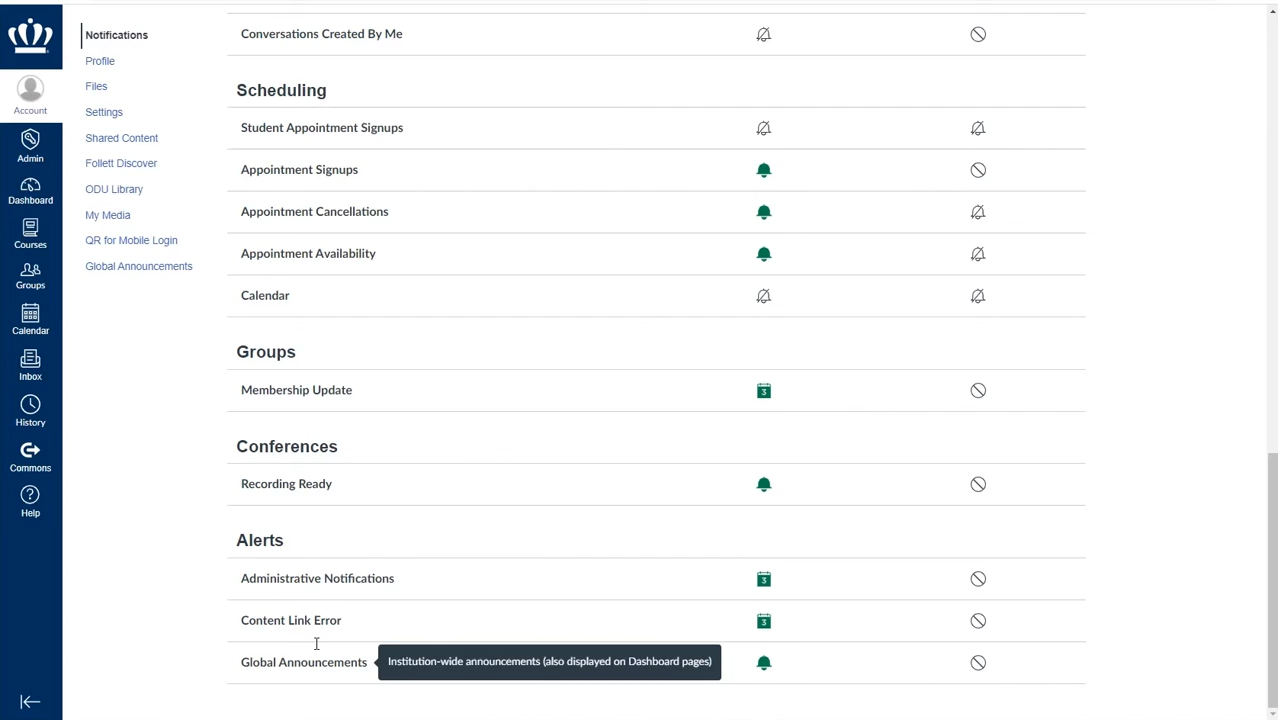 Account
Admin
Dashboard
Courses
Groups
Calendar
Inbox
History
Commons
Help
Notifications
Profile
Files
Settings
Shared Content
Follett Discover
ODU Library
My Media
QR for Mobile Login
Global Announcements
Conversations Created By Me
Scheduling
Student Appointment Signups
Appointment Signups
Appointment Cancellations
Appointment Availability
Calendar
Groups
Membership Update
3
Conferences
Recording Ready
Alerts
Administrative Notifications
3
Content Link Error
3
Global Announcements
Institution-wide announcements (also displayed on Dashboard pages)